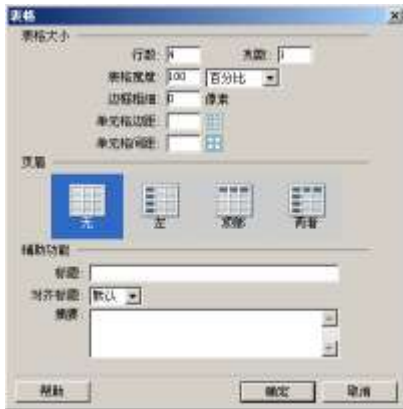 表格
表格大小
行数: 列数: 1
表格宽度: 100 百分比
边框粗细: 0 像素
单元格边距:
单元格间距:
页眉
无 左 顶部 两者
辅助功能
标题:
对齐标题: 默认
摘要:
帮助 确定 取消